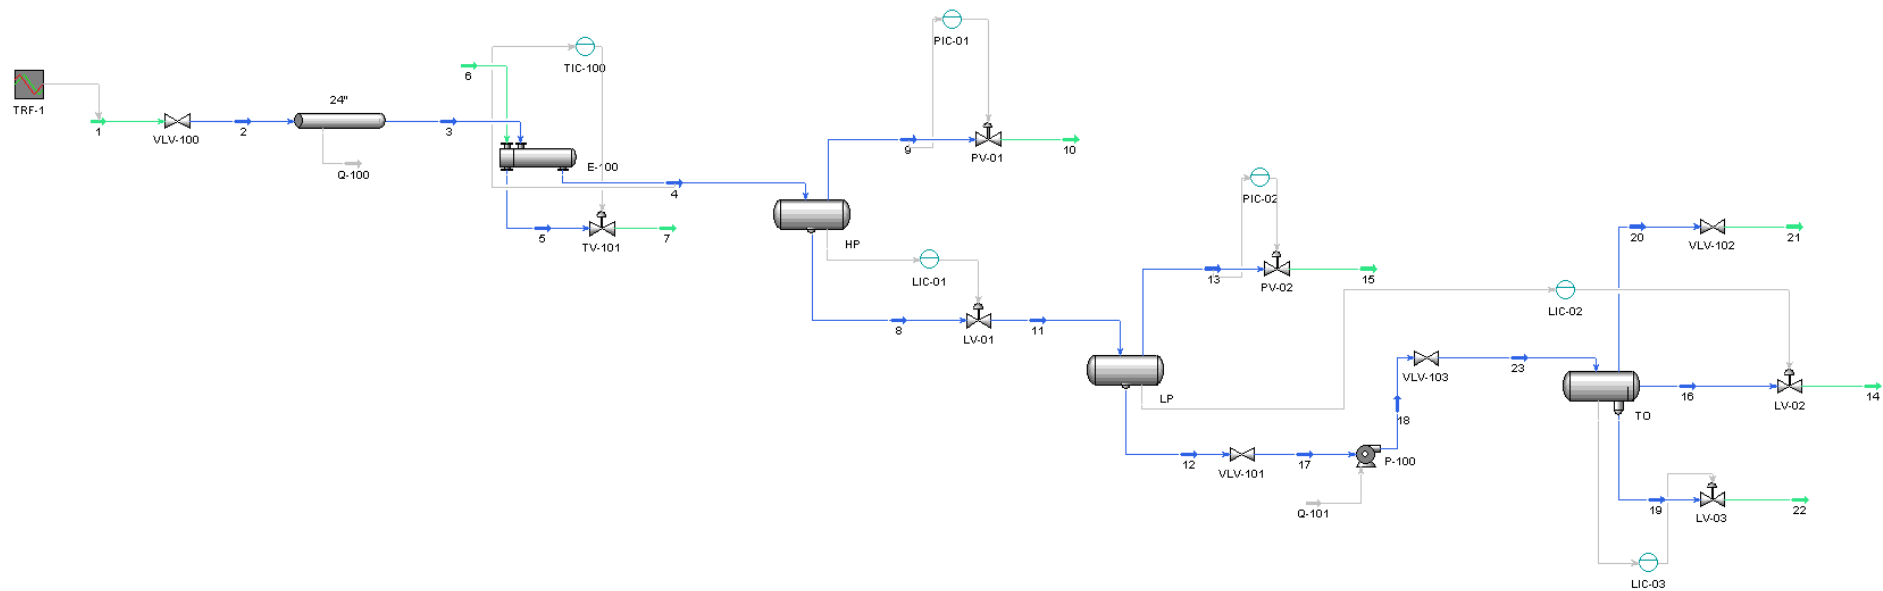 PIC-01
TIC-100
6
24"
TRF-1
1
VLV-100
2
3
Q-100
E-100
4
5
TV-101
7
HP
9
PV-01
10
PIC-02
LIC-01
8
LV-01
11
13
PV-02
15
LIC-02
20
VLV-102
21
LP
VLV-103
23
TO
16
LV-02
14
18
12
VLV-101
17
P-100
Q-101
19
LV-03
22
LIC-03